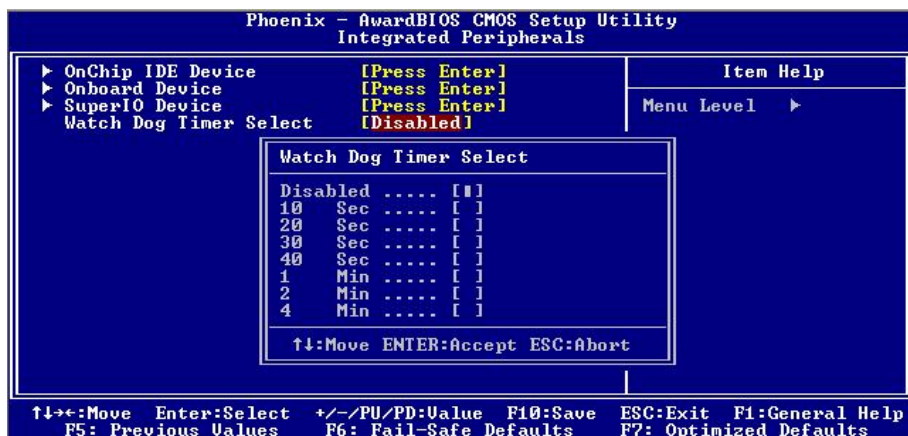 Phoenix - AwardBIOS CMOS Setup Utility
Integrated Peripherals
► OnChip IDE Device [Press Enter]
► Onboard Device [Press Enter]
► SuperIO Device [Press Enter]
Watch Dog Timer Select [Disabled]
Item Help
Menu Level ►
Watch Dog Timer Select
Disabled ..... [■]
10 Sec ..... [ ]
20 Sec ..... [ ]
30 Sec ..... [ ]
40 Sec ..... [ ]
1 Min ..... [ ]
2 Min ..... [ ]
4 Min ..... [ ]
↑↓:Move ENTER:Accept ESC:Abort
↑↓→←:Move Enter:Select +/-/PU/PD:Value F10:Save ESC:Exit F1:General Help
F5: Previous Values F6: Fail-Safe Defaults F7: Optimized Defaults